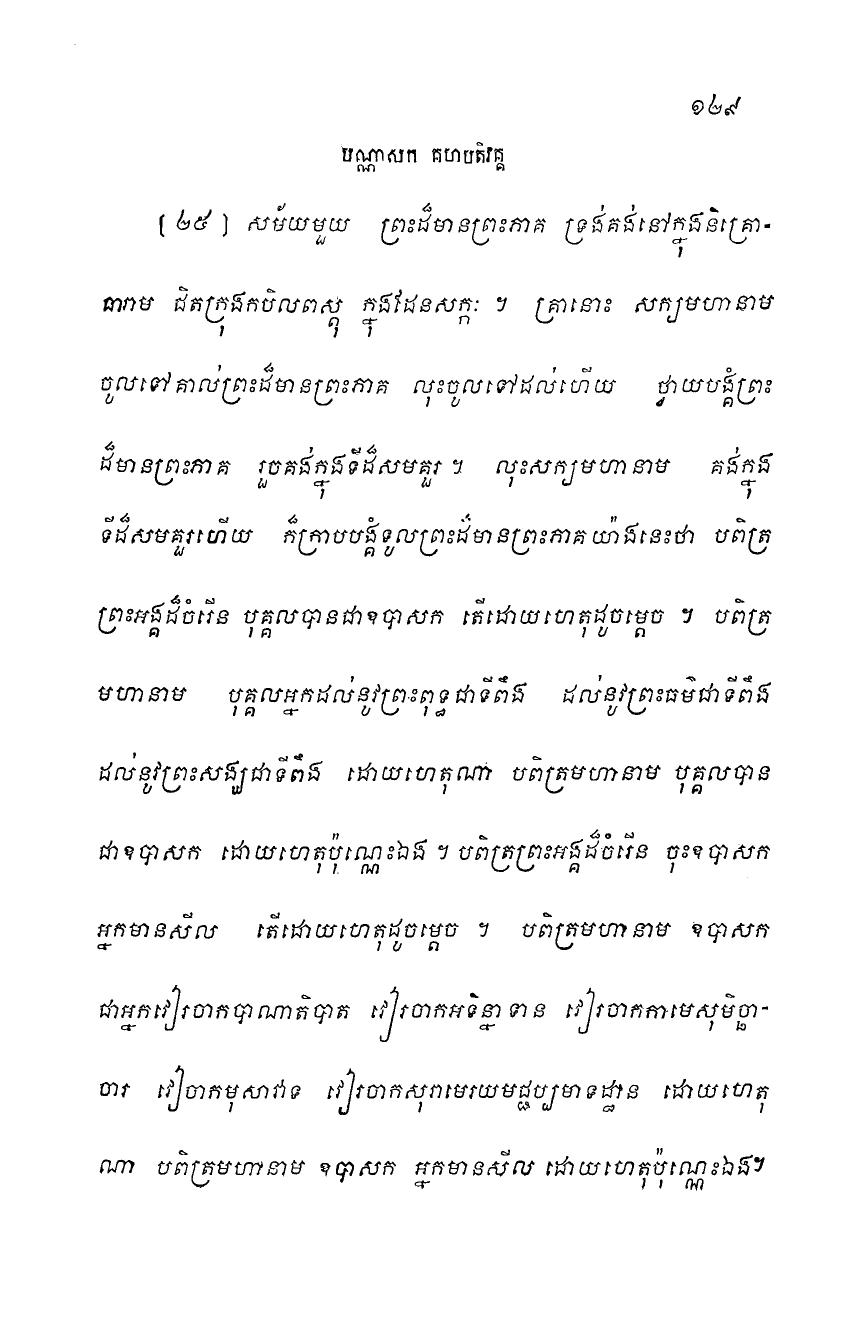 ១២៩
បណ្ណាសក គហបតិវគ្គ
[ ២៥ ] សម័យមួយ ព្រះដ៏មានព្រះភាគ ទ្រង់គង់នៅក្នុងនិគ្រោ-
ធារាម ជិតក្រុងកបិលពស្តុ ក្នុងដែនសក្កៈ ។ គ្រានោះ សក្យមហានាម
ចូលទៅគាល់ព្រះដ៏មានព្រះភាគ លុះចូលទៅដល់ហើយ ថ្វាយបង្គំព្រះ
ដ៏មានព្រះភាគ រួចគង់ក្នុងទីដ៏សមគួរ ។ លុះសក្យមហានាម គង់ក្នុង
ទីដ៏សមគួរហើយ ក៏ក្រាបបង្គំទូលព្រះដ៏មានព្រះភាគយ៉ាងនេះថា បពិត្រ
ព្រះអង្គដ៏ចំរើន បុគ្គលបានជាឧបាសក តើដោយហេតុដូចម្តេច ។ បពិត្រ
មហានាម បុគ្គលអ្នកដល់នូវព្រះពុទ្ធជាទីពឹង ដល់នូវព្រះធម៌ជាទីពឹង
ដល់នូវព្រះសង្ឃជាទីពឹង ដោយហេតុណា បពិត្រមហានាម បុគ្គលបាន
ជាឧបាសក ដោយហេតុប៉ុណ្ណេះឯង ។ បពិត្រព្រះអង្គដ៏ចំរើន ចុះឧបាសក
អ្នកមានសីល តើដោយហេតុដូចម្តេច ។ បពិត្រមហានាម ឧបាសក
ជាអ្នកវៀរចាកបាណាតិបាត វៀរចាកអទិន្នាទាន វៀរចាកកាមេសុមិច្ឆា-
ចារ វៀចាកមុសាវាទ វៀរចាកសុរាមេរយមជ្ជប្បមាទដ្ឋាន ដោយហេតុ
ណា បពិត្រមហានាម ឧបាសក អ្នកមានសីល ដោយហេតុប៉ុណ្ណេះឯង។